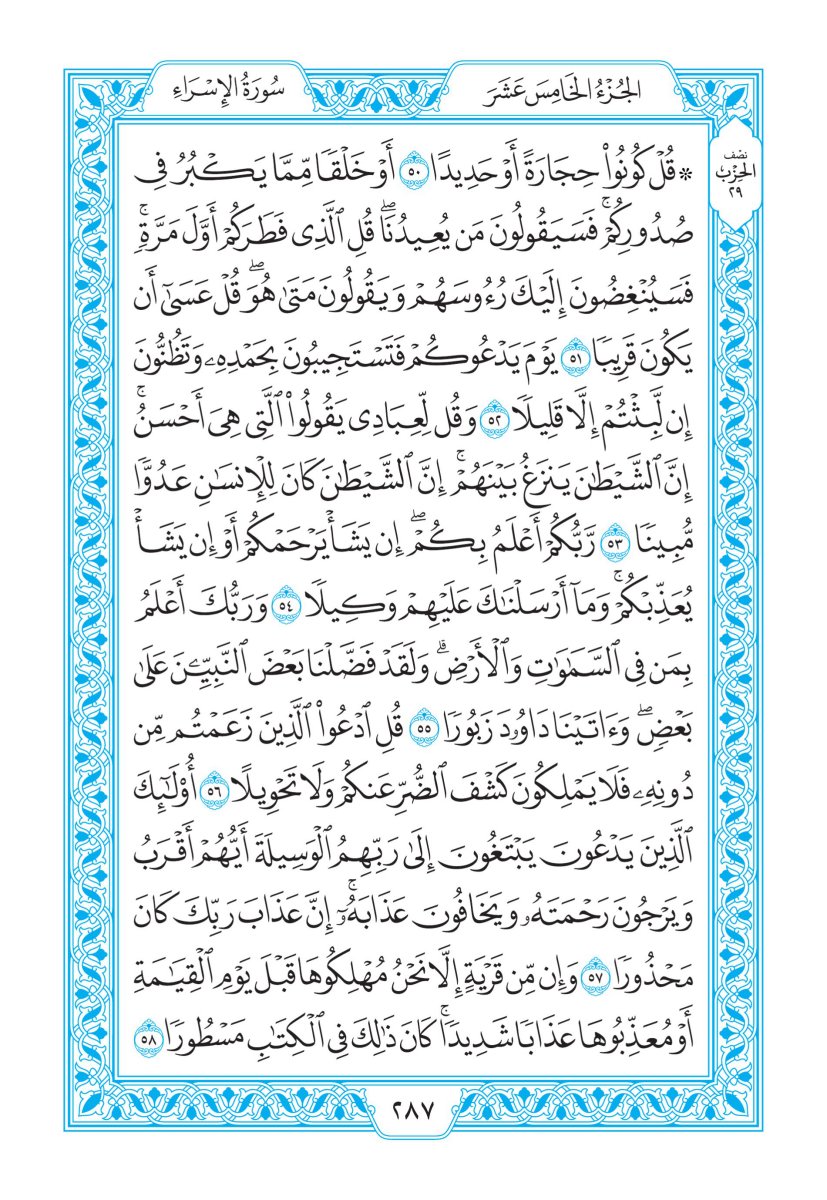 الجُزْءُ الخَامِسَ عَشَرَ
سُورَةُ الإِسْرَاءِ
نصف
الحِزْب
٢٩
۞ قُلۡ كُونُواْ حِجَارَةً أَوۡ حَدِيدًا ٥٠ أَوۡ خَلۡقٗا مِّمَّا يَكۡبُرُ فِي
صُدُورِكُمۡۚ فَسَيَقُولُونَ مَن يُعِيدُنَاۖ قُلِ ٱلَّذِي فَطَرَكُمۡ أَوَّلَ مَرَّةٖۚ
فَسَيُنۡغِضُونَ إِلَيۡكَ رُءُوسَهُمۡ وَيَقُولُونَ مَتَىٰ هُوَۖ قُلۡ عَسَىٰٓ أَن
يَكُونَ قَرِيبٗا ٥١ يَوۡمَ يَدۡعُوكُمۡ فَتَسۡتَجِيبُونَ بِحَمۡدِهِۦ وَتَظُنُّونَ
إِن لَّبِثۡتُمۡ إِلَّا قَلِيلٗا ٥٢ وَقُل لِّعِبَادِي يَقُولُواْ ٱلَّتِي هِيَ أَحۡسَنُۚ
إِنَّ ٱلشَّيۡطَٰنَ يَنزَغُ بَيۡنَهُمۡۚ إِنَّ ٱلشَّيۡطَٰنَ كَانَ لِلۡإِنسَٰنِ عَدُوّٗا
مُّبِينٗا ٥٣ رَّبُّكُمۡ أَعۡلَمُ بِكُمۡۖ إِن يَشَأۡ يَرۡحَمۡكُمۡ أَوۡ إِن يَشَأۡ
يُعَذِّبۡكُمۡۚ وَمَآ أَرۡسَلۡنَٰكَ عَلَيۡهِمۡ وَكِيلٗا ٥٤ وَرَبُّكَ أَعۡلَمُ
بِمَن فِي ٱلسَّمَٰوَٰتِ وَٱلۡأَرۡضِۗ وَلَقَدۡ فَضَّلۡنَا بَعۡضَ ٱلنَّبِيِّـۧنَ عَلَىٰ
بَعۡضٖۖ وَءَاتَيۡنَا دَاوُۥدَ زَبُورٗا ٥٥ قُلِ ٱدۡعُواْ ٱلَّذِينَ زَعَمۡتُم مِّن
دُونِهِۦ فَلَا يَمۡلِكُونَ كَشۡفَ ٱلضُّرِّ عَنكُمۡ وَلَا تَحۡوِيلًا ٥٦ أُوْلَٰٓئِكَ
ٱلَّذِينَ يَدۡعُونَ يَبۡتَغُونَ إِلَىٰ رَبِّهِمُ ٱلۡوَسِيلَةَ أَيُّهُمۡ أَقۡرَبُ
وَيَرۡجُونَ رَحۡمَتَهُۥ وَيَخَافُونَ عَذَابَهُۥٓۚ إِنَّ عَذَابَ رَبِّكَ كَانَ
مَحۡذُورٗا ٥٧ وَإِن مِّن قَرۡيَةٍ إِلَّا نَحۡنُ مُهۡلِكُوهَا قَبۡلَ يَوۡمِ ٱلۡقِيَٰمَةِ
أَوۡ مُعَذِّبُوهَا عَذَابٗا شَدِيدٗاۚ كَانَ ذَٰلِكَ فِي ٱلۡكِتَٰبِ مَسۡطُورٗا ٥٨
٢٨٧